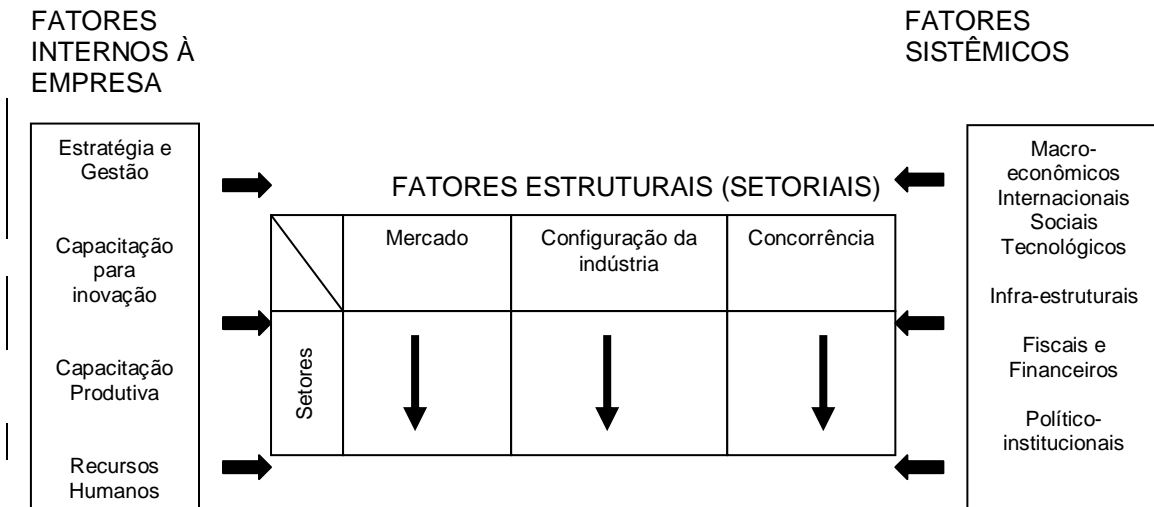 FATORES
INTERNOS À
EMPRESA
Estratégia e
Gestão
Capacitação
para
inovação
Capacitação
Produtiva
Recursos
Humanos
FATORES ESTRUTURAIS (SETORIAIS)
Mercado
Configuração da
indústria
Concorrência
Setores
FATORES
SISTÊMICOS
Macro-
econômicos
Internacionais
Sociais
Tecnológicos
Infra-estruturais
Fiscais e
Financeiros
Político-
institucionais